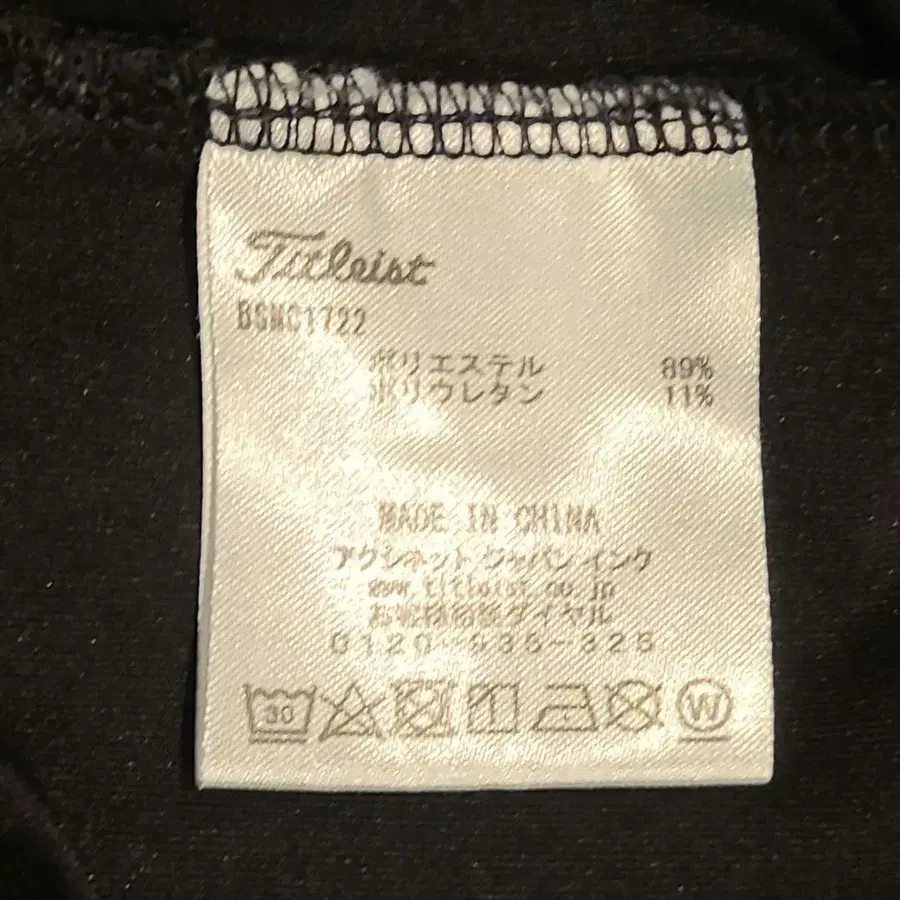 Titleist
BSMC1722
ポリエステル 89%
ポリウレタン 11%
MADE IN CHINA
アクシネット ジャパン インク
www.titleist.co.jp
お客様相談ダイヤル
0120-935-325
30
W